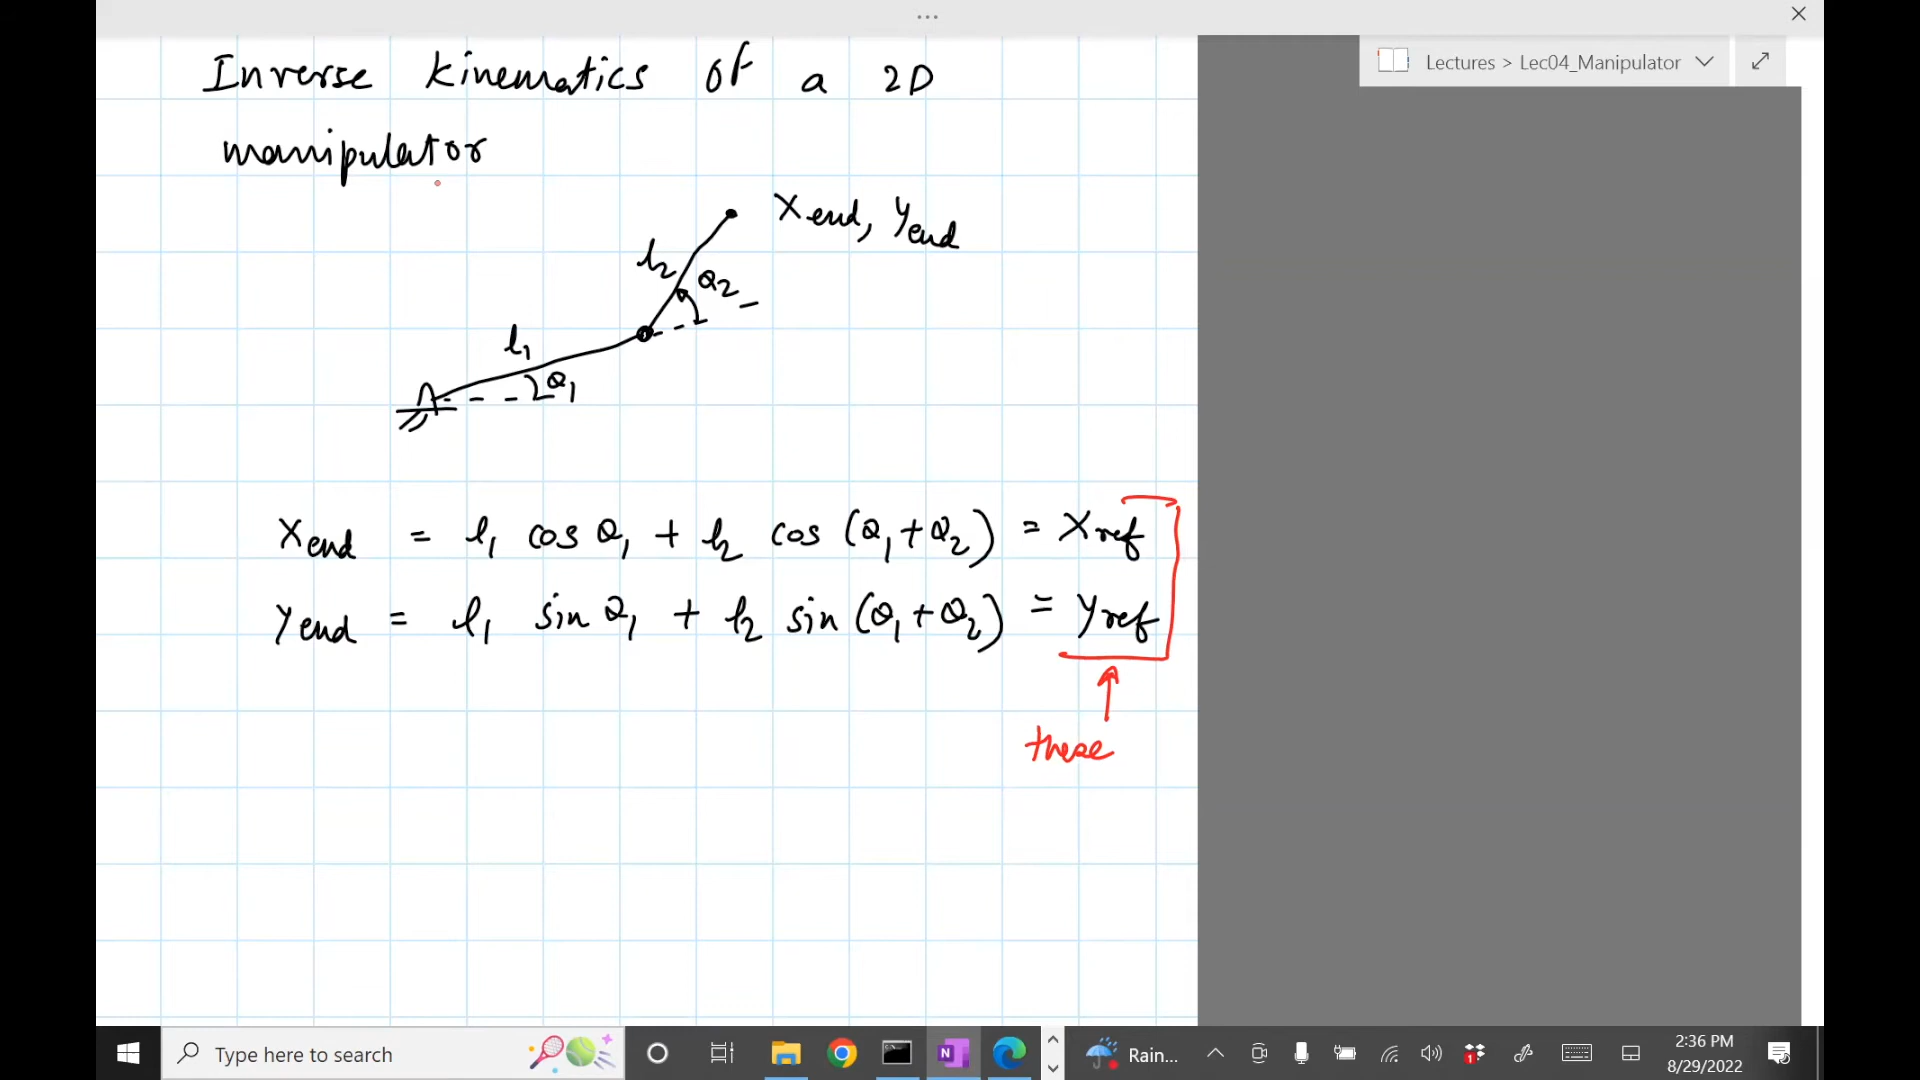 Lectures > Lec04_Manipulator
Inverse kinematics of a 2D
manipulator
Xend, Yend
l2
θ2
l1
θ1
Xend = l1 cos θ1 + l2 cos (θ1+θ2) = Xref
Yend = l1 sin θ1 + l2 sin (θ1+θ2) = Yref
these
Type here to search
N
Rain...
1
2:36 PM
8/29/2022